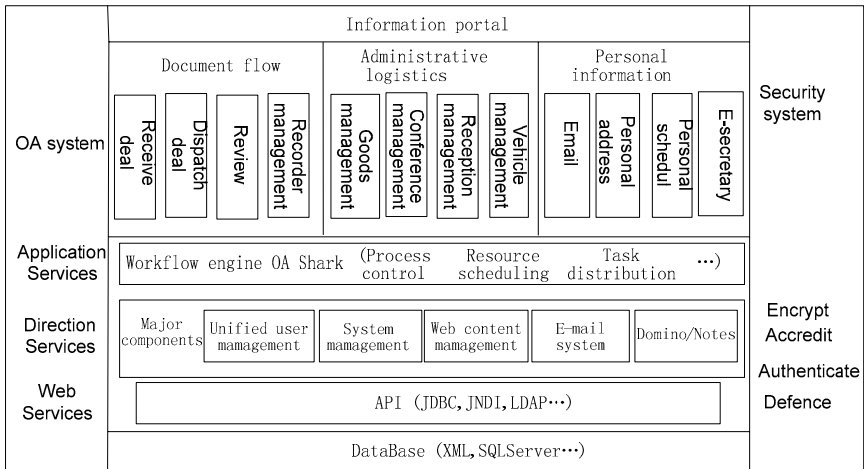 Information portal
Document flow
Administrative
logistics
Personal
information
OA system
Receive
deal
Dispatch
deal
Review
Recorder
management
Goods
management
Conference
management
Reception
management
Vehicle
management
Email
Personal
address
Personal
schedul
E-secretary
Security
system
Application
Services
Workflow engine OA Shark (Process
control
Resource
scheduling
Task
distribution
…)
Direction
Services
Major
components
Unified user
mamagement
System
mamagement
Web content
mamagement
E-mail
system
Domino/Notes
Encrypt
Accredit
Authenticate
Defence
Web
Services
API (JDBC,JNDI,LDAP…)
DataBase (XML,SQLServer…)